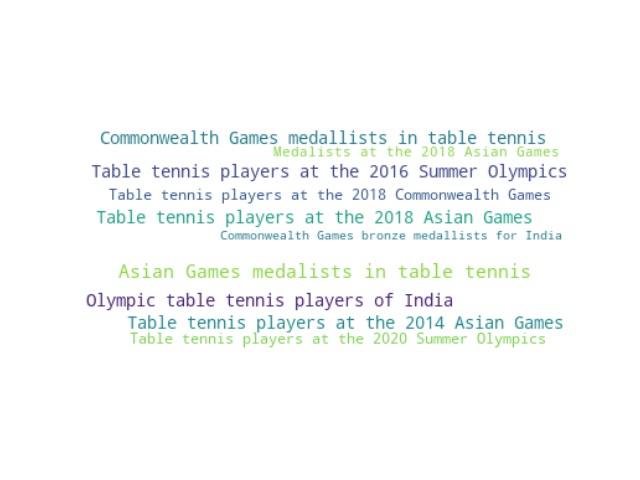 Commonwealth Games medallists in table tennis
Medalists at the 2018 Asian Games
Table tennis players at the 2016 Summer Olympics
Table tennis players at the 2018 Commonwealth Games
Table tennis players at the 2018 Asian Games
Commonwealth Games bronze medallists for India
Asian Games medalists in table tennis
Olympic table tennis players of India
Table tennis players at the 2014 Asian Games
Table tennis players at the 2020 Summer Olympics